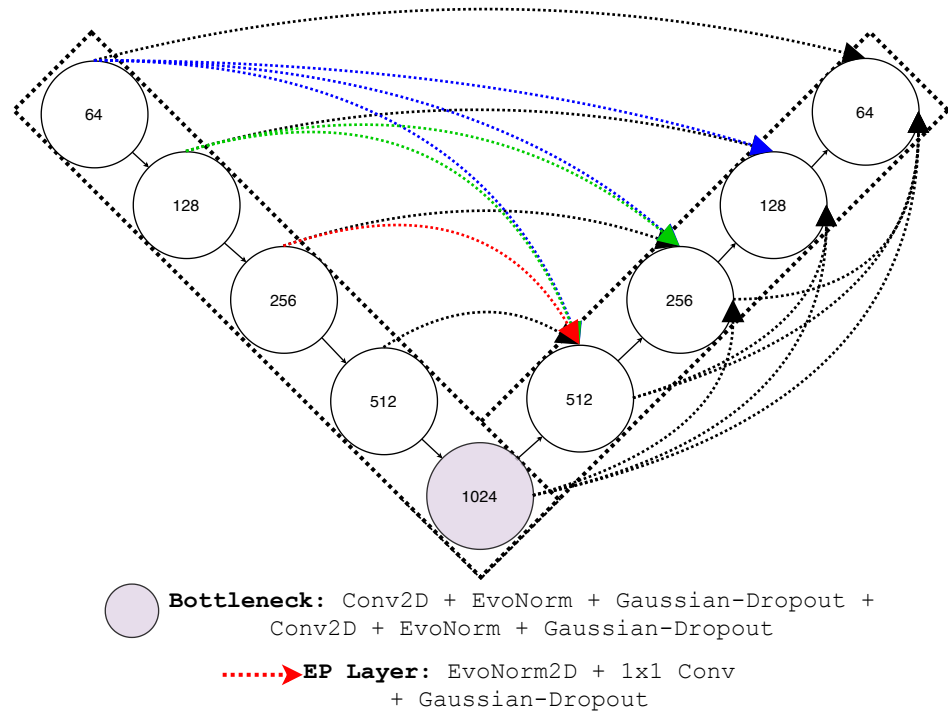 64
64
128
128
256
256
512
512
1024
Bottleneck: Conv2D + EvoNorm + Gaussian-Dropout +
Conv2D + EvoNorm + Gaussian-Dropout
EP Layer: EvoNorm2D + 1x1 Conv
+ Gaussian-Dropout